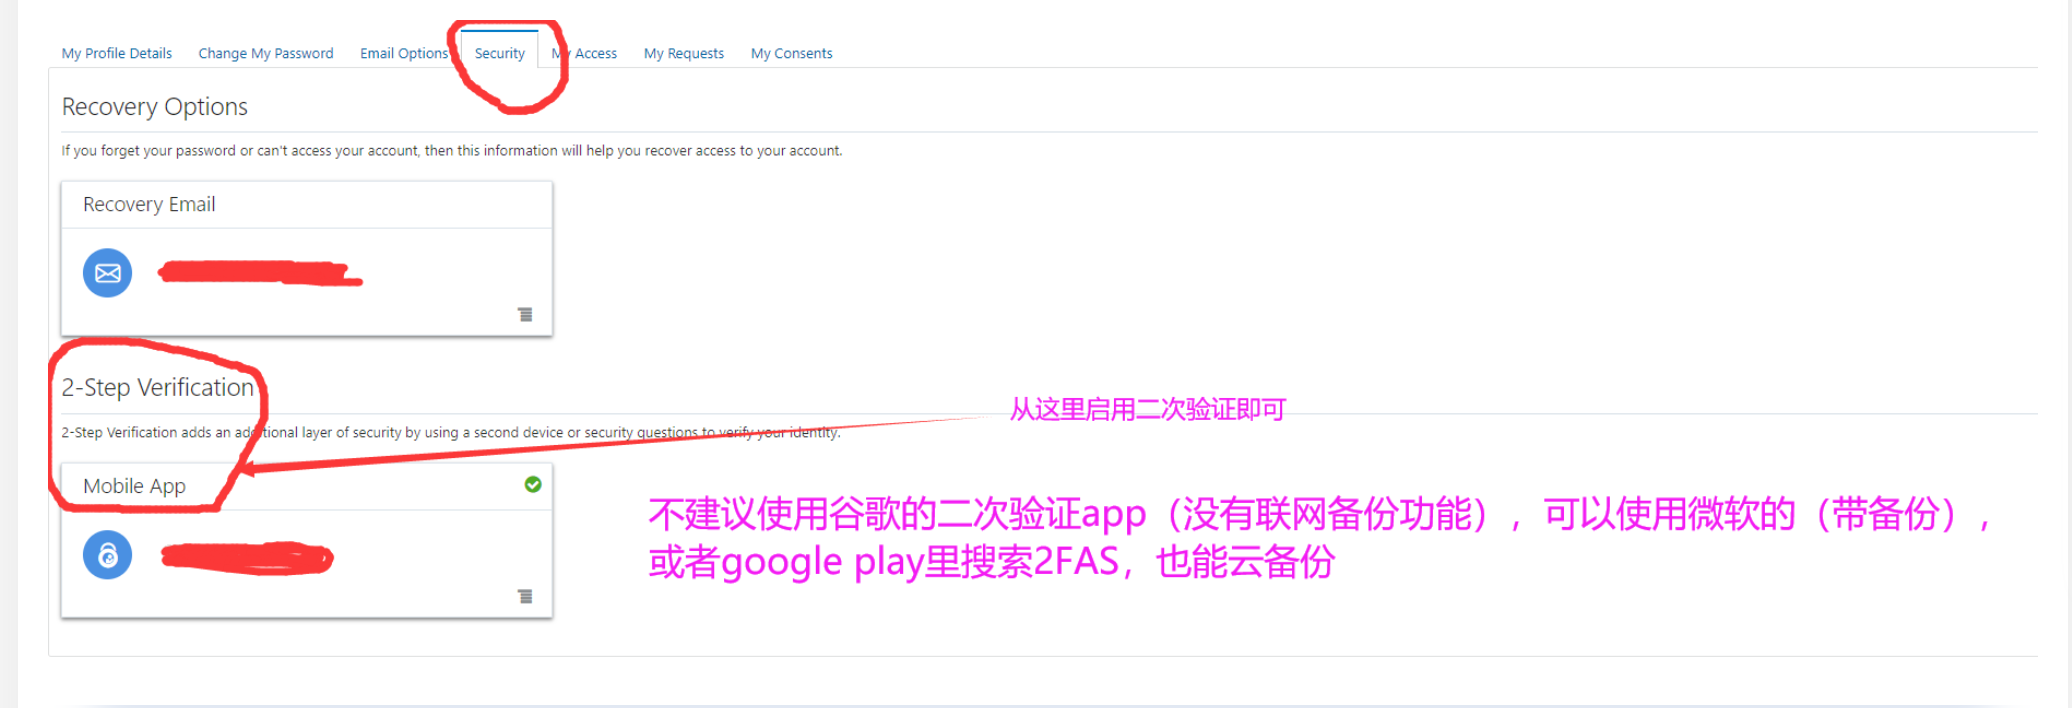 My Profile Details Change My Password Email Options Security My Access My Requests My Consents
Recovery Options
If you forget your password or can't access your account, then this information will help you recover access to your account.
Recovery Email
2-Step Verification
从这里启用二次验证即可
2-Step Verification adds an additional layer of security by using a second device or security questions to verify your identity.
Mobile App
不建议使用谷歌的二次验证app（没有联网备份功能），可以使用微软的（带备份），
或者google play里搜索2FAS，也能云备份